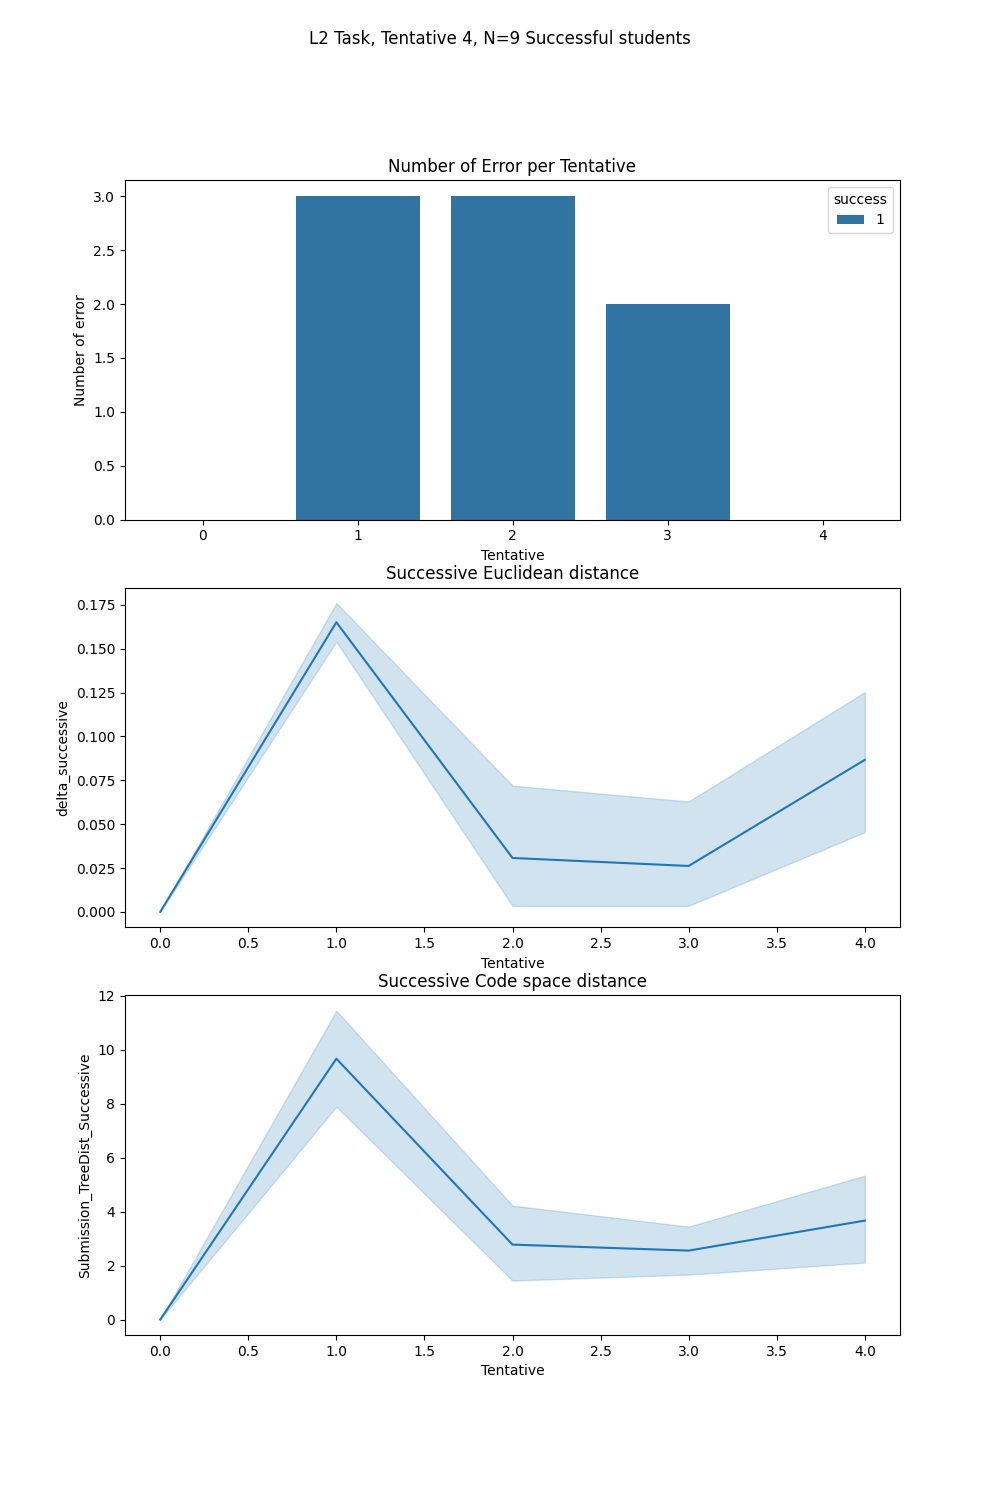 L2 Task, Tentative 4, N=9 Successful students
Number of Error per Tentative
success
1
Number of error
3.0
2.5
2.0
1.5
1.0
0.5
0.0
0 1 2 3 4
Tentative
Successive Euclidean distance
delta_successive
0.175
0.150
0.125
0.100
0.075
0.050
0.025
0.000
0.0 0.5 1.0 1.5 2.0 2.5 3.0 3.5 4.0
Tentative
Successive Code space distance
Submission_TreeDist_Successive
12
10
8
6
4
2
0
0.0 0.5 1.0 1.5 2.0 2.5 3.0 3.5 4.0
Tentative